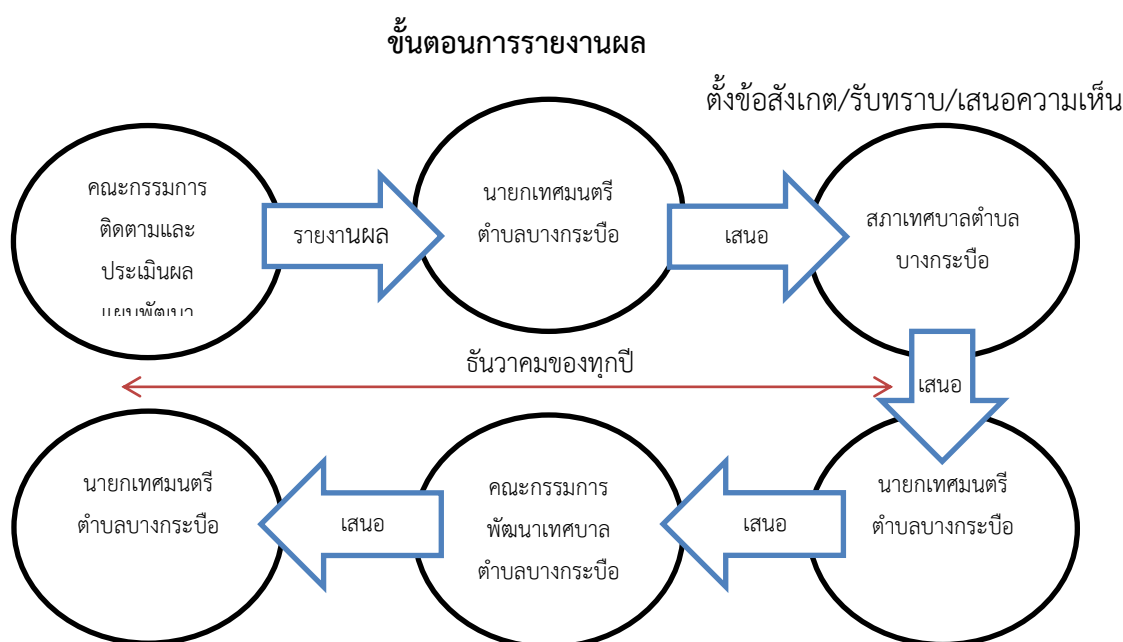 ขั้นตอนการรายงานผล
ตั้งข้อสังเกต/รับทราบ/เสนอความเห็น
คณะกรรมการ
ติดตามและ
ประเมินผล
แผนพัฒนา
รายงานผล
นายกเทศมนตรี
ตำบลบางกระบือ
เสนอ
สภาเทศบาลตำบล
บางกระบือ
ธันวาคมของทุกปี
เสนอ
นายกเทศมนตรี
ตำบลบางกระบือ
เสนอ
คณะกรรมการ
พัฒนาเทศบาล
ตำบลบางกระบือ
เสนอ
นายกเทศมนตรี
ตำบลบางกระบือ